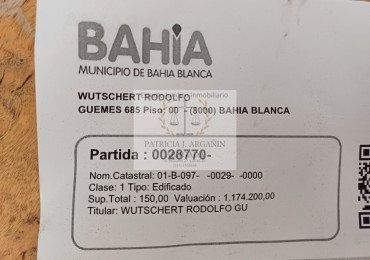 BAHIA
MUNICIPIO DE BAHIA BLANCA
inmobiliario
WUTSCHERT RODOLFO
GUEMES 685 Piso: 00 - (8000) BAHIA BLANCA
PATRICIA J. ARGAÑIN
Partida : 0028770-
Nom.Catastral: 01-B-097- -0029- -0000
Clase: 1 Tipo: Edificado
Sup.Total : 150,00 Valuación : 1.174.200,00
Titular: WUTSCHERT RODOLFO GU